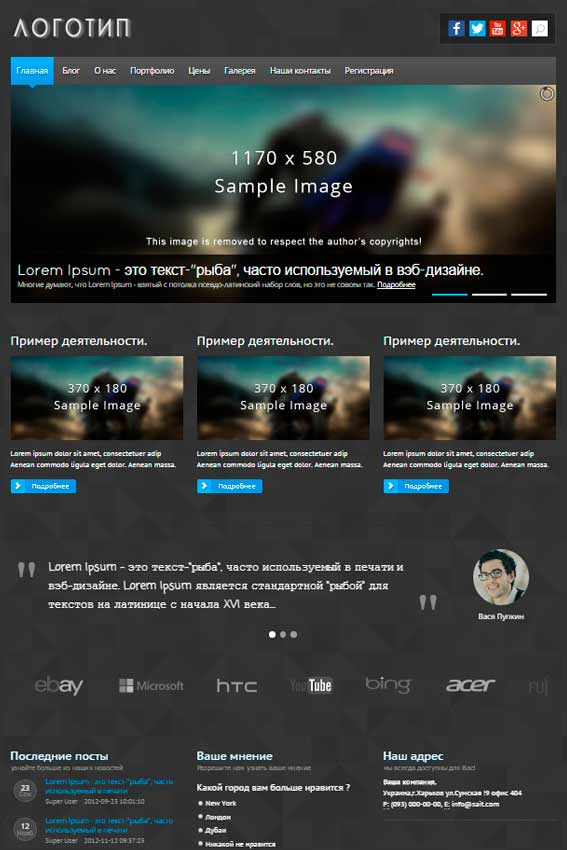 ЛОГОТИП
Главная Блог О нас Портфолио Цены Галерея Наши контакты Регистрация
1170 x 580
Sample Image
This image is removed to respect the author's copyrights!
Lorem Ipsum - это текст-"рыба", часто используемый в вэб-дизайне.
Многие думают, что Lorem Ipsum - взятый с потолка псевдо-латинский набор слов, но это не совсем так. Подробнее
Пример деятельности. Пример деятельности. Пример деятельности.
370 x 180 370 x 180 370 x 180
Sample Image Sample Image Sample Image
Lorem ipsum dolor sit amet, consectetuer adip Lorem ipsum dolor sit amet, consectetuer adip Lorem ipsum dolor sit amet, consectetuer adip
Aenean commodo ligula eget dolor. Aenean massa. Aenean commodo ligula eget dolor. Aenean massa. Aenean commodo ligula eget dolor. Aenean massa.
Подробнее Подробнее Подробнее
" Lorem Ipsum - это текст-"рыба", часто используемый в печати и
вэб-дизайне. Lorem Ipsum является стандартной "рыбой" для
текстов на латинице с начала XVI века... "
Вася Пупкин
ebay Microsoft hTC YouTube bing acer FUJ
Последние посты Ваше мнение Наш адрес
узнайте больше из наших новостей Разрешите нам узнать ваше мнение мы всегда доступны для Вас!
23
Сен
Lorem Ipsum - это текст-"рыба", часто
используемый в печати и вэб-дизайне
Super User 2012-09-23 10:01:10
12
Нояб
Lorem Ipsum - это текст-"рыба", часто
используемый в печати и вэб-дизайне
Super User 2012-11-12 09:37:23
Какой город вам больше нравится ?
New York
Лондон
Дубаи
Никакой не нравится
Ваша компания.
Украина,г.Харьков ул.Сумская 19 офис 404
P: (093) 000-00-00, E: info@sait.com